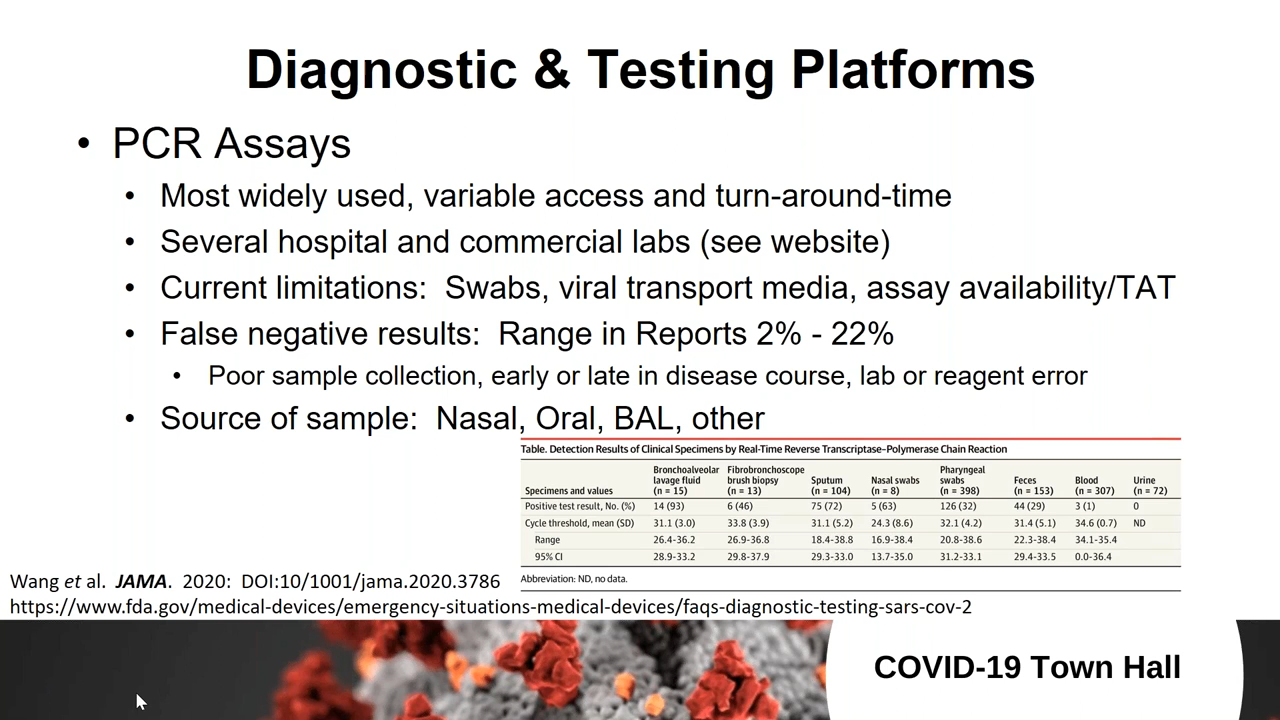 Diagnostic & Testing Platforms
• PCR Assays
• Most widely used, variable access and turn-around-time
• Several hospital and commercial labs (see website)
• Current limitations:  Swabs, viral transport media, assay availability/TAT
• False negative results:  Range in Reports 2% - 22%
• Poor sample collection, early or late in disease course, lab or reagent error
• Source of sample:  Nasal, Oral, BAL, other
Table. Detection Results of Clinical Specimens by Real-Time Reverse Transcriptase–Polymerase Chain Reaction
Specimens and values | Bronchoalveolar lavage fluid (n = 15) | Fibrobronchoscope brush biopsy (n = 13) | Sputum (n = 104) | Nasal swabs (n = 8) | Pharyngeal swabs (n = 398) | Feces (n = 153) | Blood (n = 307) | Urine (n = 72)
Positive test result, No. (%) | 14 (93) | 6 (46) | 75 (72) | 5 (63) | 126 (32) | 44 (29) | 3 (1) | 0
Cycle threshold, mean (SD) | 31.1 (3.0) | 33.8 (3.9) | 31.1 (5.2) | 24.3 (8.6) | 32.1 (4.2) | 31.4 (5.1) | 34.6 (0.7) | ND
Range | 26.4-36.2 | 26.9-36.8 | 18.4-38.8 | 16.9-38.4 | 20.8-38.6 | 22.3-38.4 | 34.1-35.4
95% CI | 28.9-33.2 | 29.8-37.9 | 29.3-33.0 | 13.7-35.0 | 31.2-33.1 | 29.4-33.5 | 0.0-36.4
Abbreviation: ND, no data.
Wang et al.  JAMA.  2020:  DOI:10/1001/jama.2020.3786
https://www.fda.gov/medical-devices/emergency-situations-medical-devices/faqs-diagnostic-testing-sars-cov-2
COVID-19 Town Hall